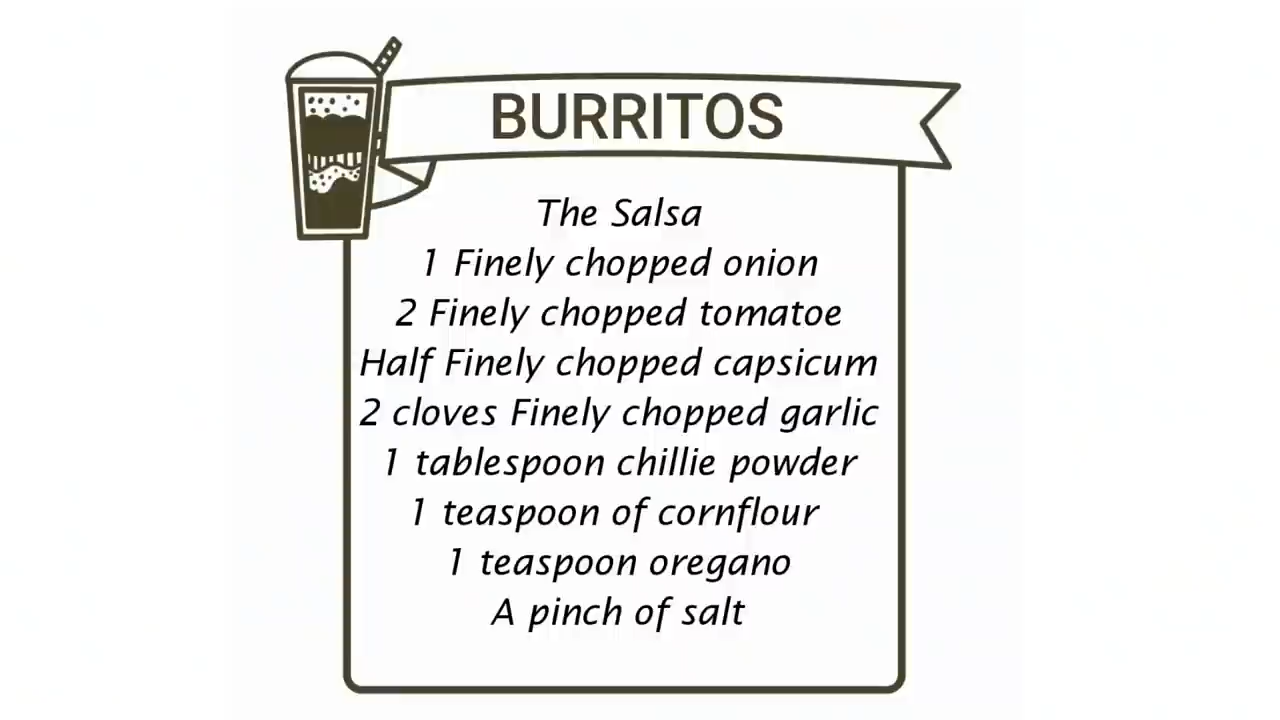 BURRITOS
The Salsa
1 Finely chopped onion
2 Finely chopped tomatoe
Half Finely chopped capsicum
2 cloves Finely chopped garlic
1 tablespoon chillie powder
1 teaspoon of cornflour
1 teaspoon oregano
A pinch of salt